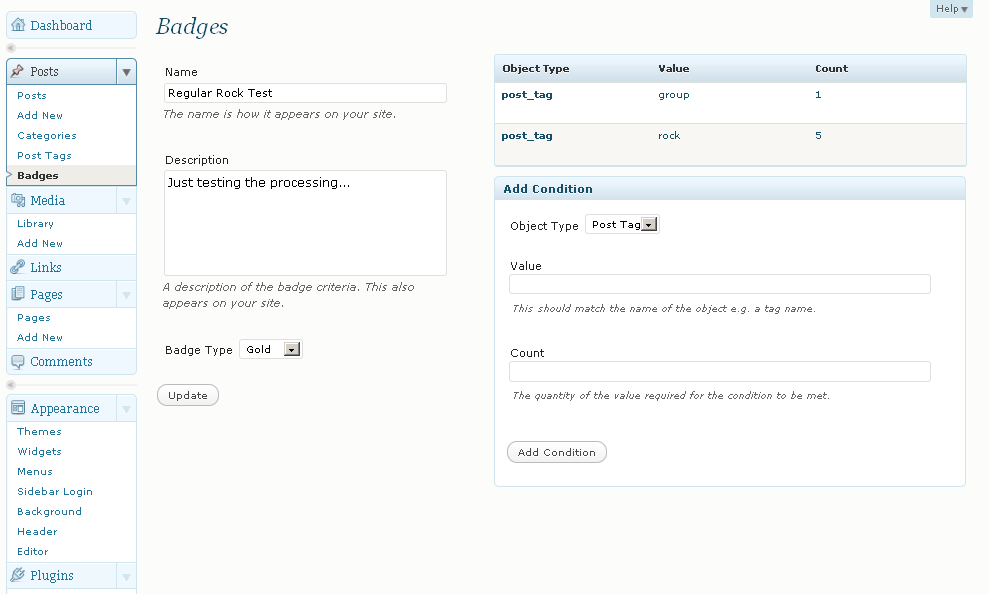 Help
Dashboard
Posts
Posts
Add New
Categories
Post Tags
Badges
Media
Library
Add New
Links
Pages
Pages
Add New
Comments
Appearance
Themes
Widgets
Menus
Sidebar Login
Background
Header
Editor
Plugins
Badges
Name
Regular Rock Test
The name is how it appears on your site.
Description
Just testing the processing...
A description of the badge criteria. This also
appears on your site.
Badge Type Gold
Update
Object Type Value Count
post_tag group 1
post_tag rock 5
Add Condition
Object Type Post Tag
Value
This should match the name of the object e.g. a tag name.
Count
The quantity of the value required for the condition to be met.
Add Condition